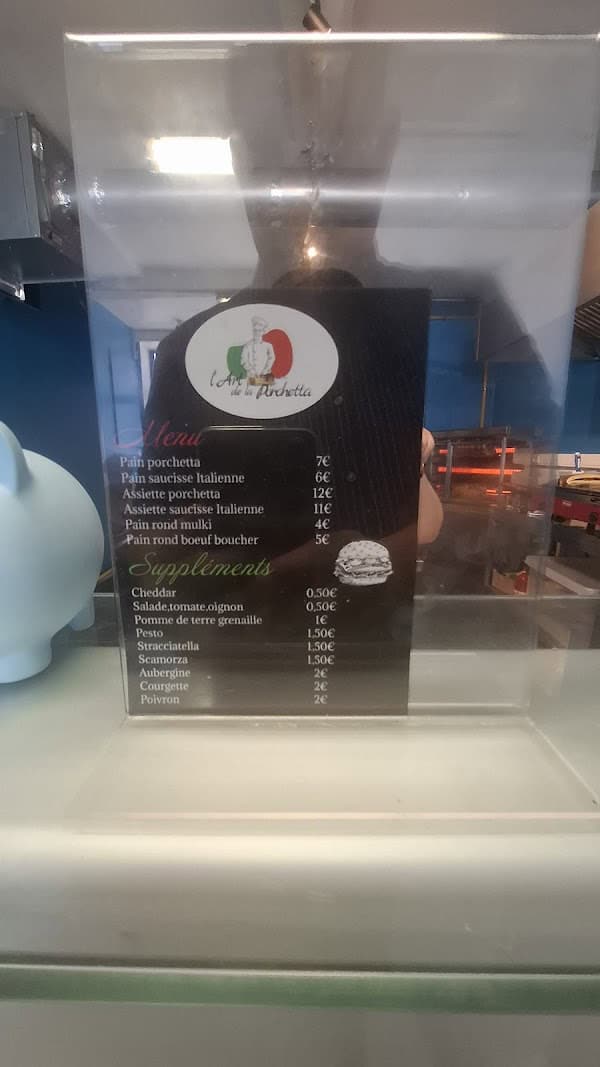 l'Art
de la Porchetta
Menu
Pain porchetta 7€
Pain saucisse Italienne 6€
Assiette porchetta 12€
Assiette saucisse Italienne 11€
Pain rond mulki 4€
Pain rond boeuf boucher 5€
Suppléments
Cheddar 0,50€
Salade,tomate,oignon 0,50€
Pomme de terre grenaille 1€
Pesto 1,50€
Stracciatella 1,50€
Scamorza 1,50€
Aubergine 2€
Courgette 2€
Poivron 2€